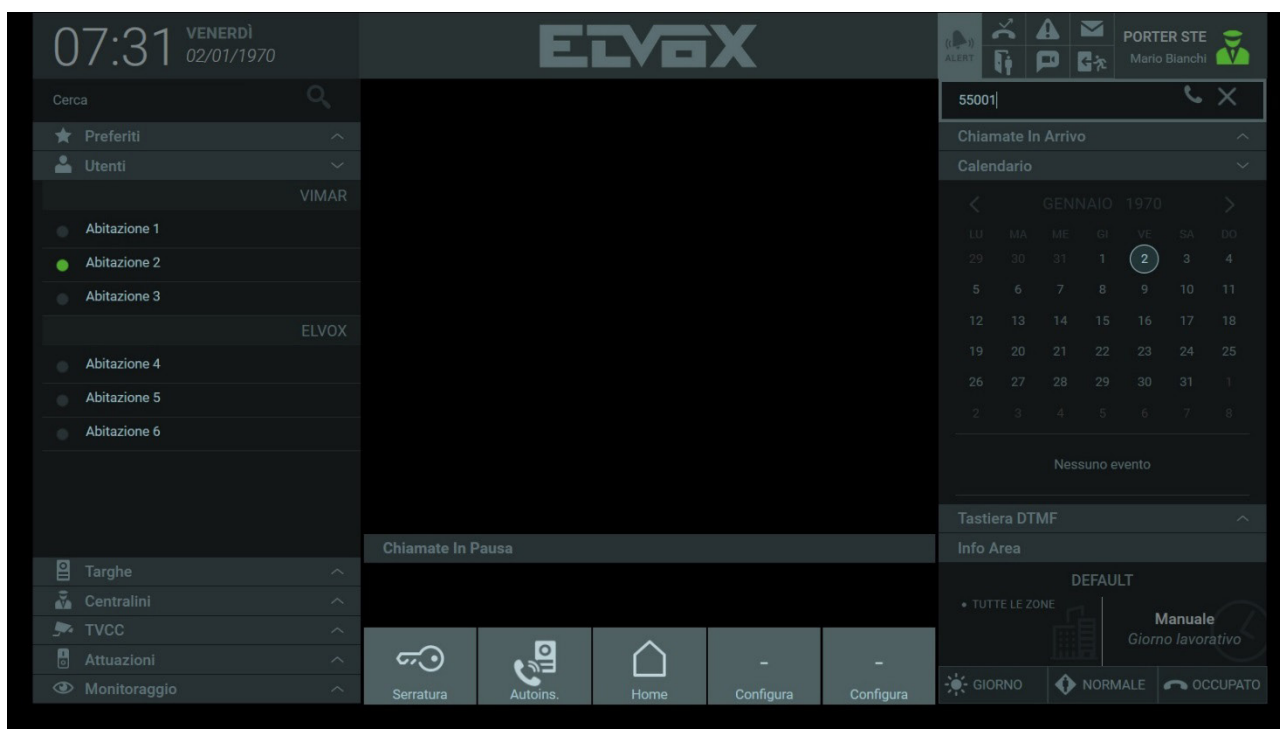 07:31 VENERDÌ
02/01/1970
ELVOX
ALERT
PORTER STE
Mario Bianchi
Cerca
Preferiti
Utenti
VIMAR
Abitazione 1
Abitazione 2
Abitazione 3
ELVOX
Abitazione 4
Abitazione 5
Abitazione 6
Targhe
Centralini
TVCC
Attuazioni
Monitoraggio
Chiamate In Pausa
Serratura
Autoins.
Home
- Configura
- Configura
55001
Chiamate In Arrivo
Calendario
GENNAIO 1970
LU MA ME GI VE SA DO
29 30 31 1 2 3 4
5 6 7 8 9 10 11
12 13 14 15 16 17 18
19 20 21 22 23 24 25
26 27 28 29 30 31 1
2 3 4 5 6 7 8
Nessuno evento
Tastiera DTMF
Info Area
DEFAULT
• TUTTE LE ZONE
Manuale
Giorno lavorativo
GIORNO
NORMALE
OCCUPATO